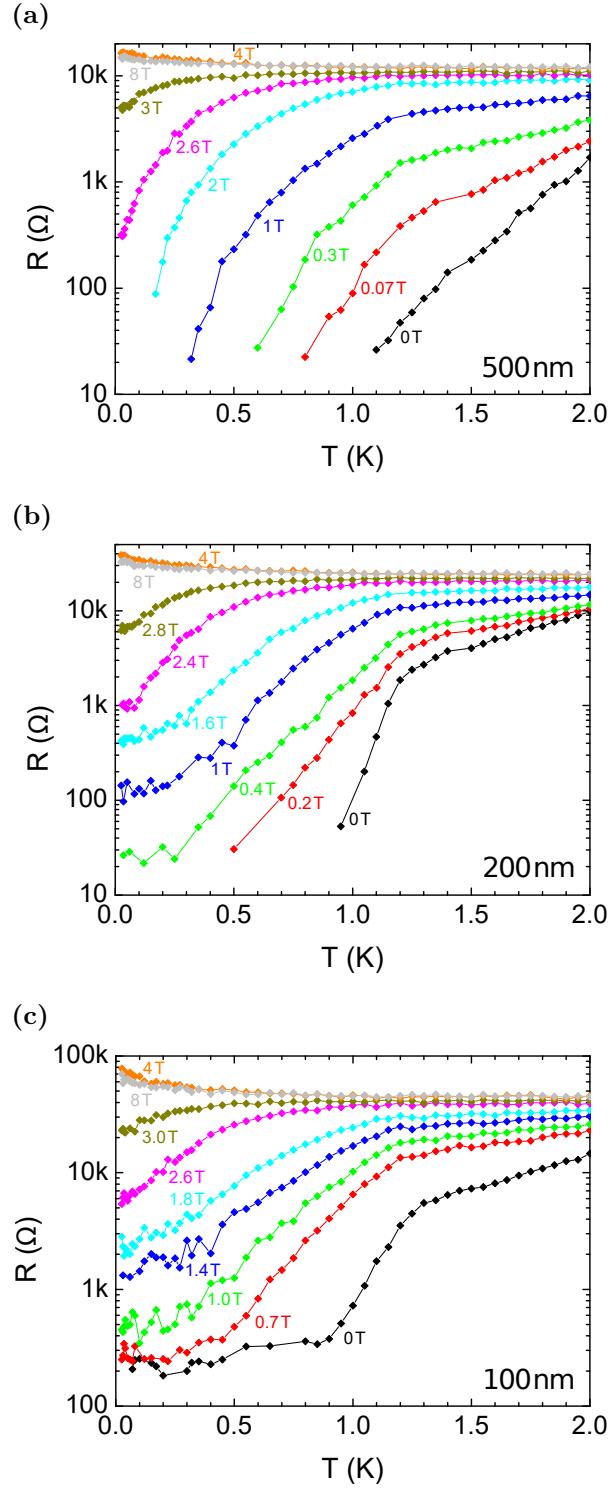 (a)
10k
1k
100
10
R (Ω)
4T
8T
3T
2.6T
2T
1T
0.3T
0.07T
0T
500nm
0.0 0.5 1.0 1.5 2.0
T (K)
(b)
10k
1k
100
10
R (Ω)
4T
8T
2.8T
2.4T
1.6T
1T
0.4T
0.2T
0T
200nm
0.0 0.5 1.0 1.5 2.0
T (K)
(c)
100k
10k
1k
100
R (Ω)
4T
8T
3.0T
2.6T
1.8T
1.4T
1.0T
0.7T
0T
100nm
0.0 0.5 1.0 1.5 2.0
T (K)